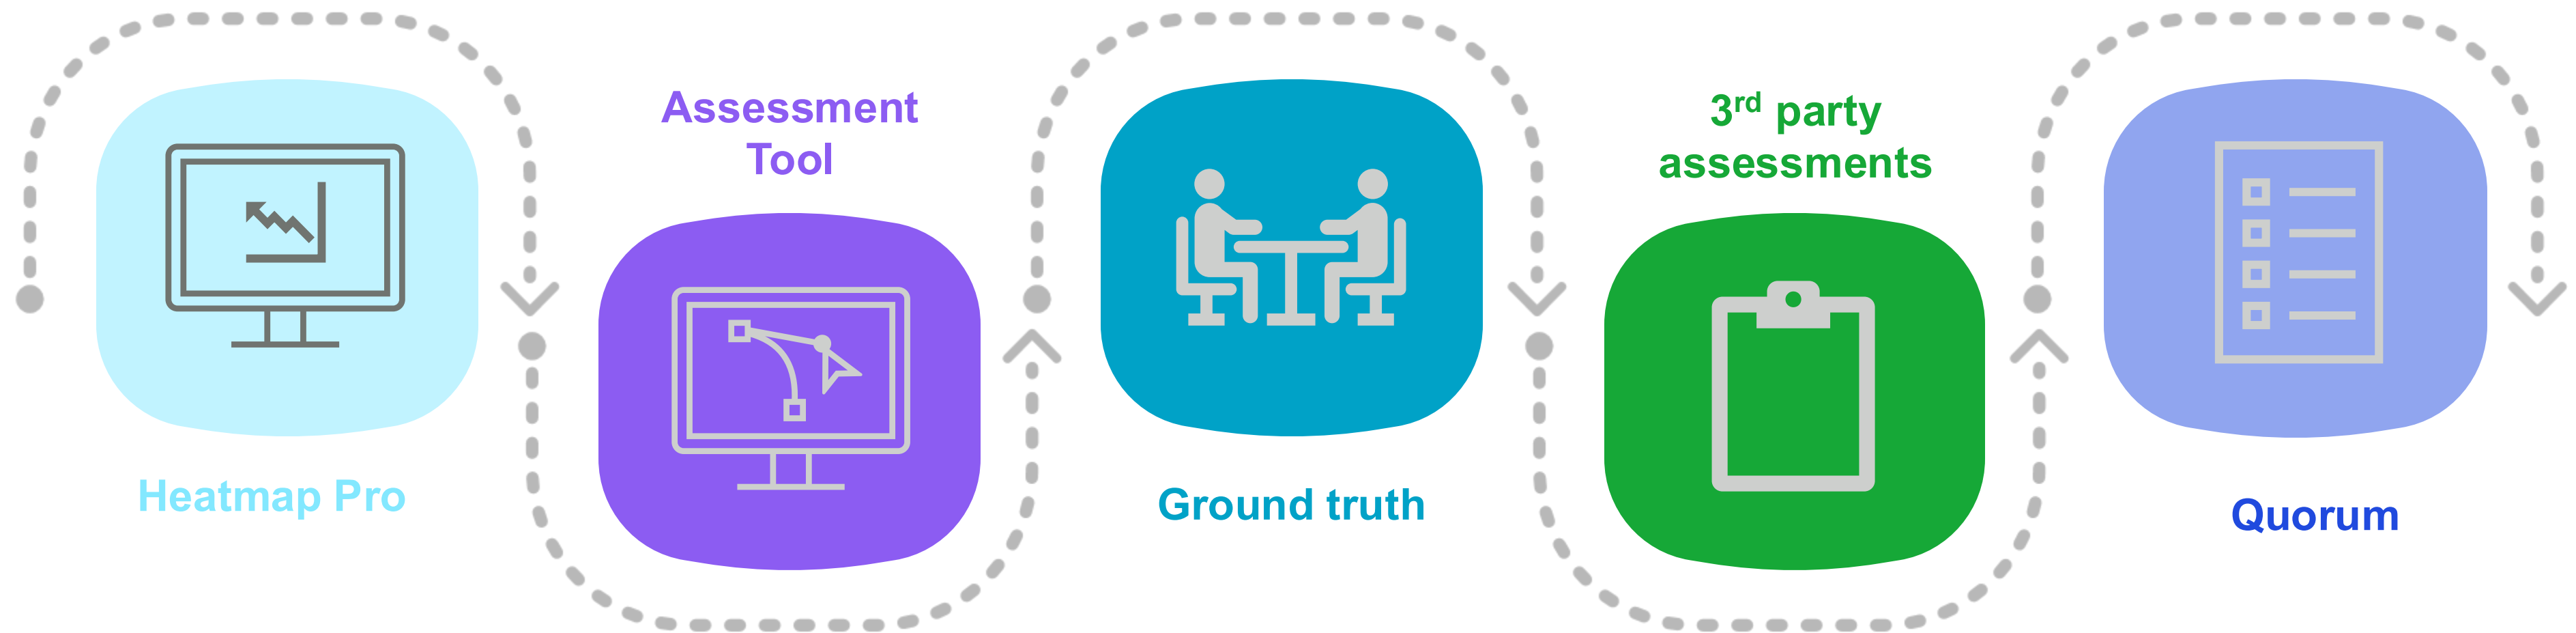 Heatmap Pro
Assessment
Tool
Ground truth
3rd party
assessments
Quorum